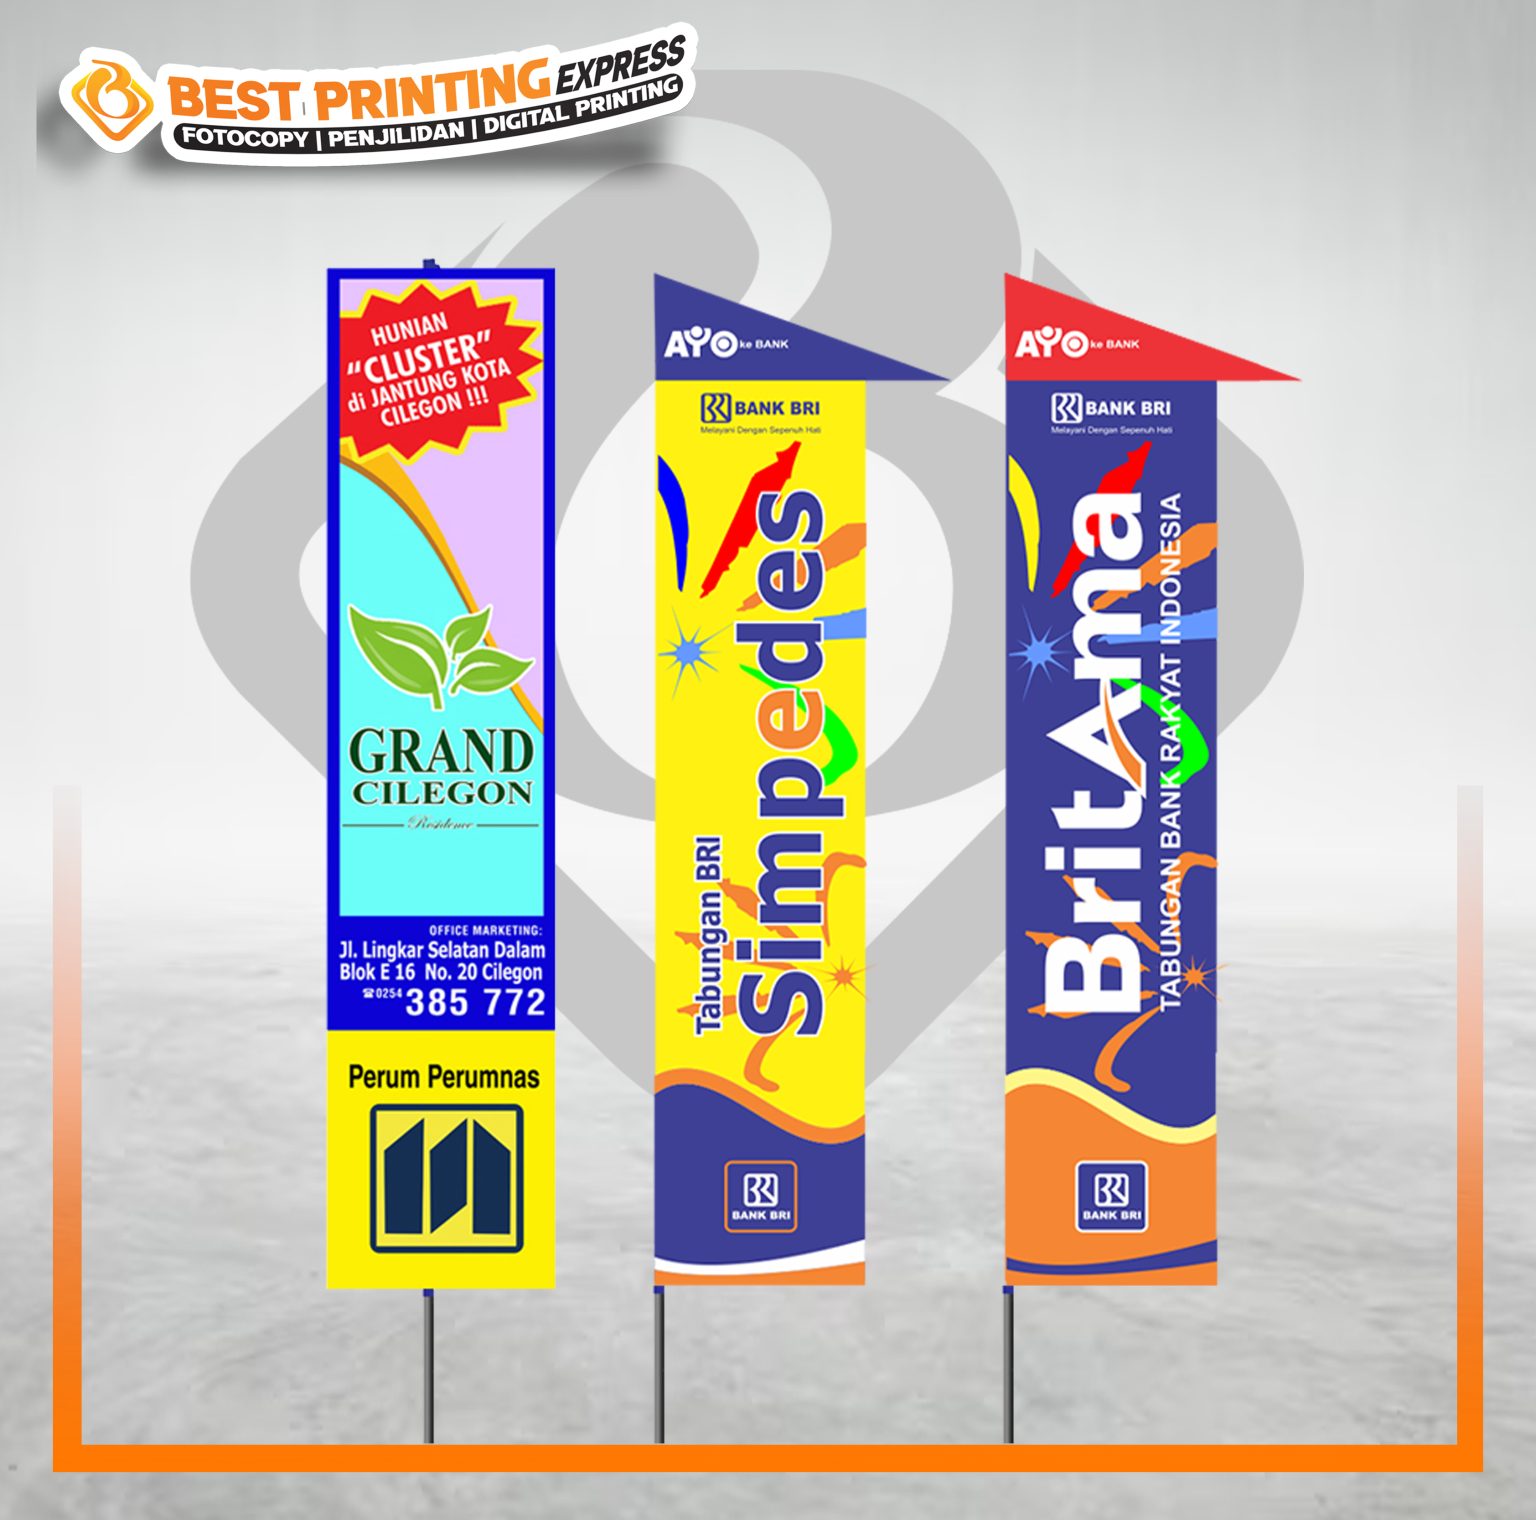 BEST PRINTING EXPRESS
FOTOCOPY | PENJILIDAN | DIGITAL PRINTING
HUNIAN
"CLUSTER"
di JANTUNG KOTA
CILEGON !!!
GRAND
CILEGON
Residence
OFFICE MARKETING:
Jl. Lingkar Selatan Dalam
Blok E 16 No. 20 Cilegon
☎0254 385 772
Perum Perumnas
AYO ke BANK
BANK BRI
Melayani Dengan Sepenuh Hati
Tabungan BRI
Simpedes
BANK BRI
AYO ke BANK
BANK BRI
Melayani Dengan Sepenuh Hati
BritAma
TABUNGAN BANK RAKYAT INDONESIA
BANK BRI